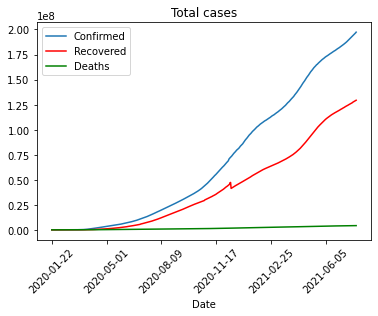 Total cases
1e8
Confirmed
Recovered
Deaths
2.00
1.75
1.50
1.25
1.00
0.75
0.50
0.25
0.00
2020-01-22
2020-05-01
2020-08-09
2020-11-17
2021-02-25
2021-06-05
Date